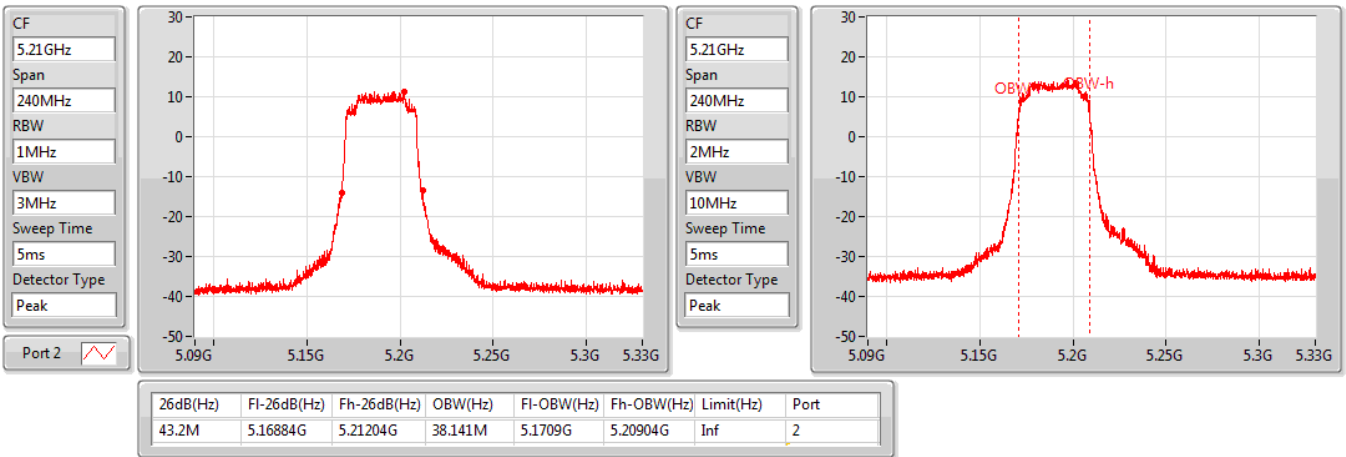 CF
5.21GHz
Span
240MHz
RBW
1MHz
VBW
3MHz
Sweep Time
5ms
Detector Type
Peak
Port 2
30
20
10
0
-10
-20
-30
-40
-50
5.09G 5.15G 5.2G 5.25G 5.3G 5.33G
CF
5.21GHz
Span
240MHz
RBW
2MHz
VBW
10MHz
Sweep Time
5ms
Detector Type
Peak
30
20
10
0
-10
-20
-30
-40
-50
OBW-h
5.09G 5.15G 5.2G 5.25G 5.3G 5.33G
26dB(Hz) Fl-26dB(Hz) Fh-26dB(Hz) OBW(Hz) Fl-OBW(Hz) Fh-OBW(Hz) Limit(Hz) Port
43.2M 5.16884G 5.21204G 38.141M 5.1709G 5.20904G Inf 2